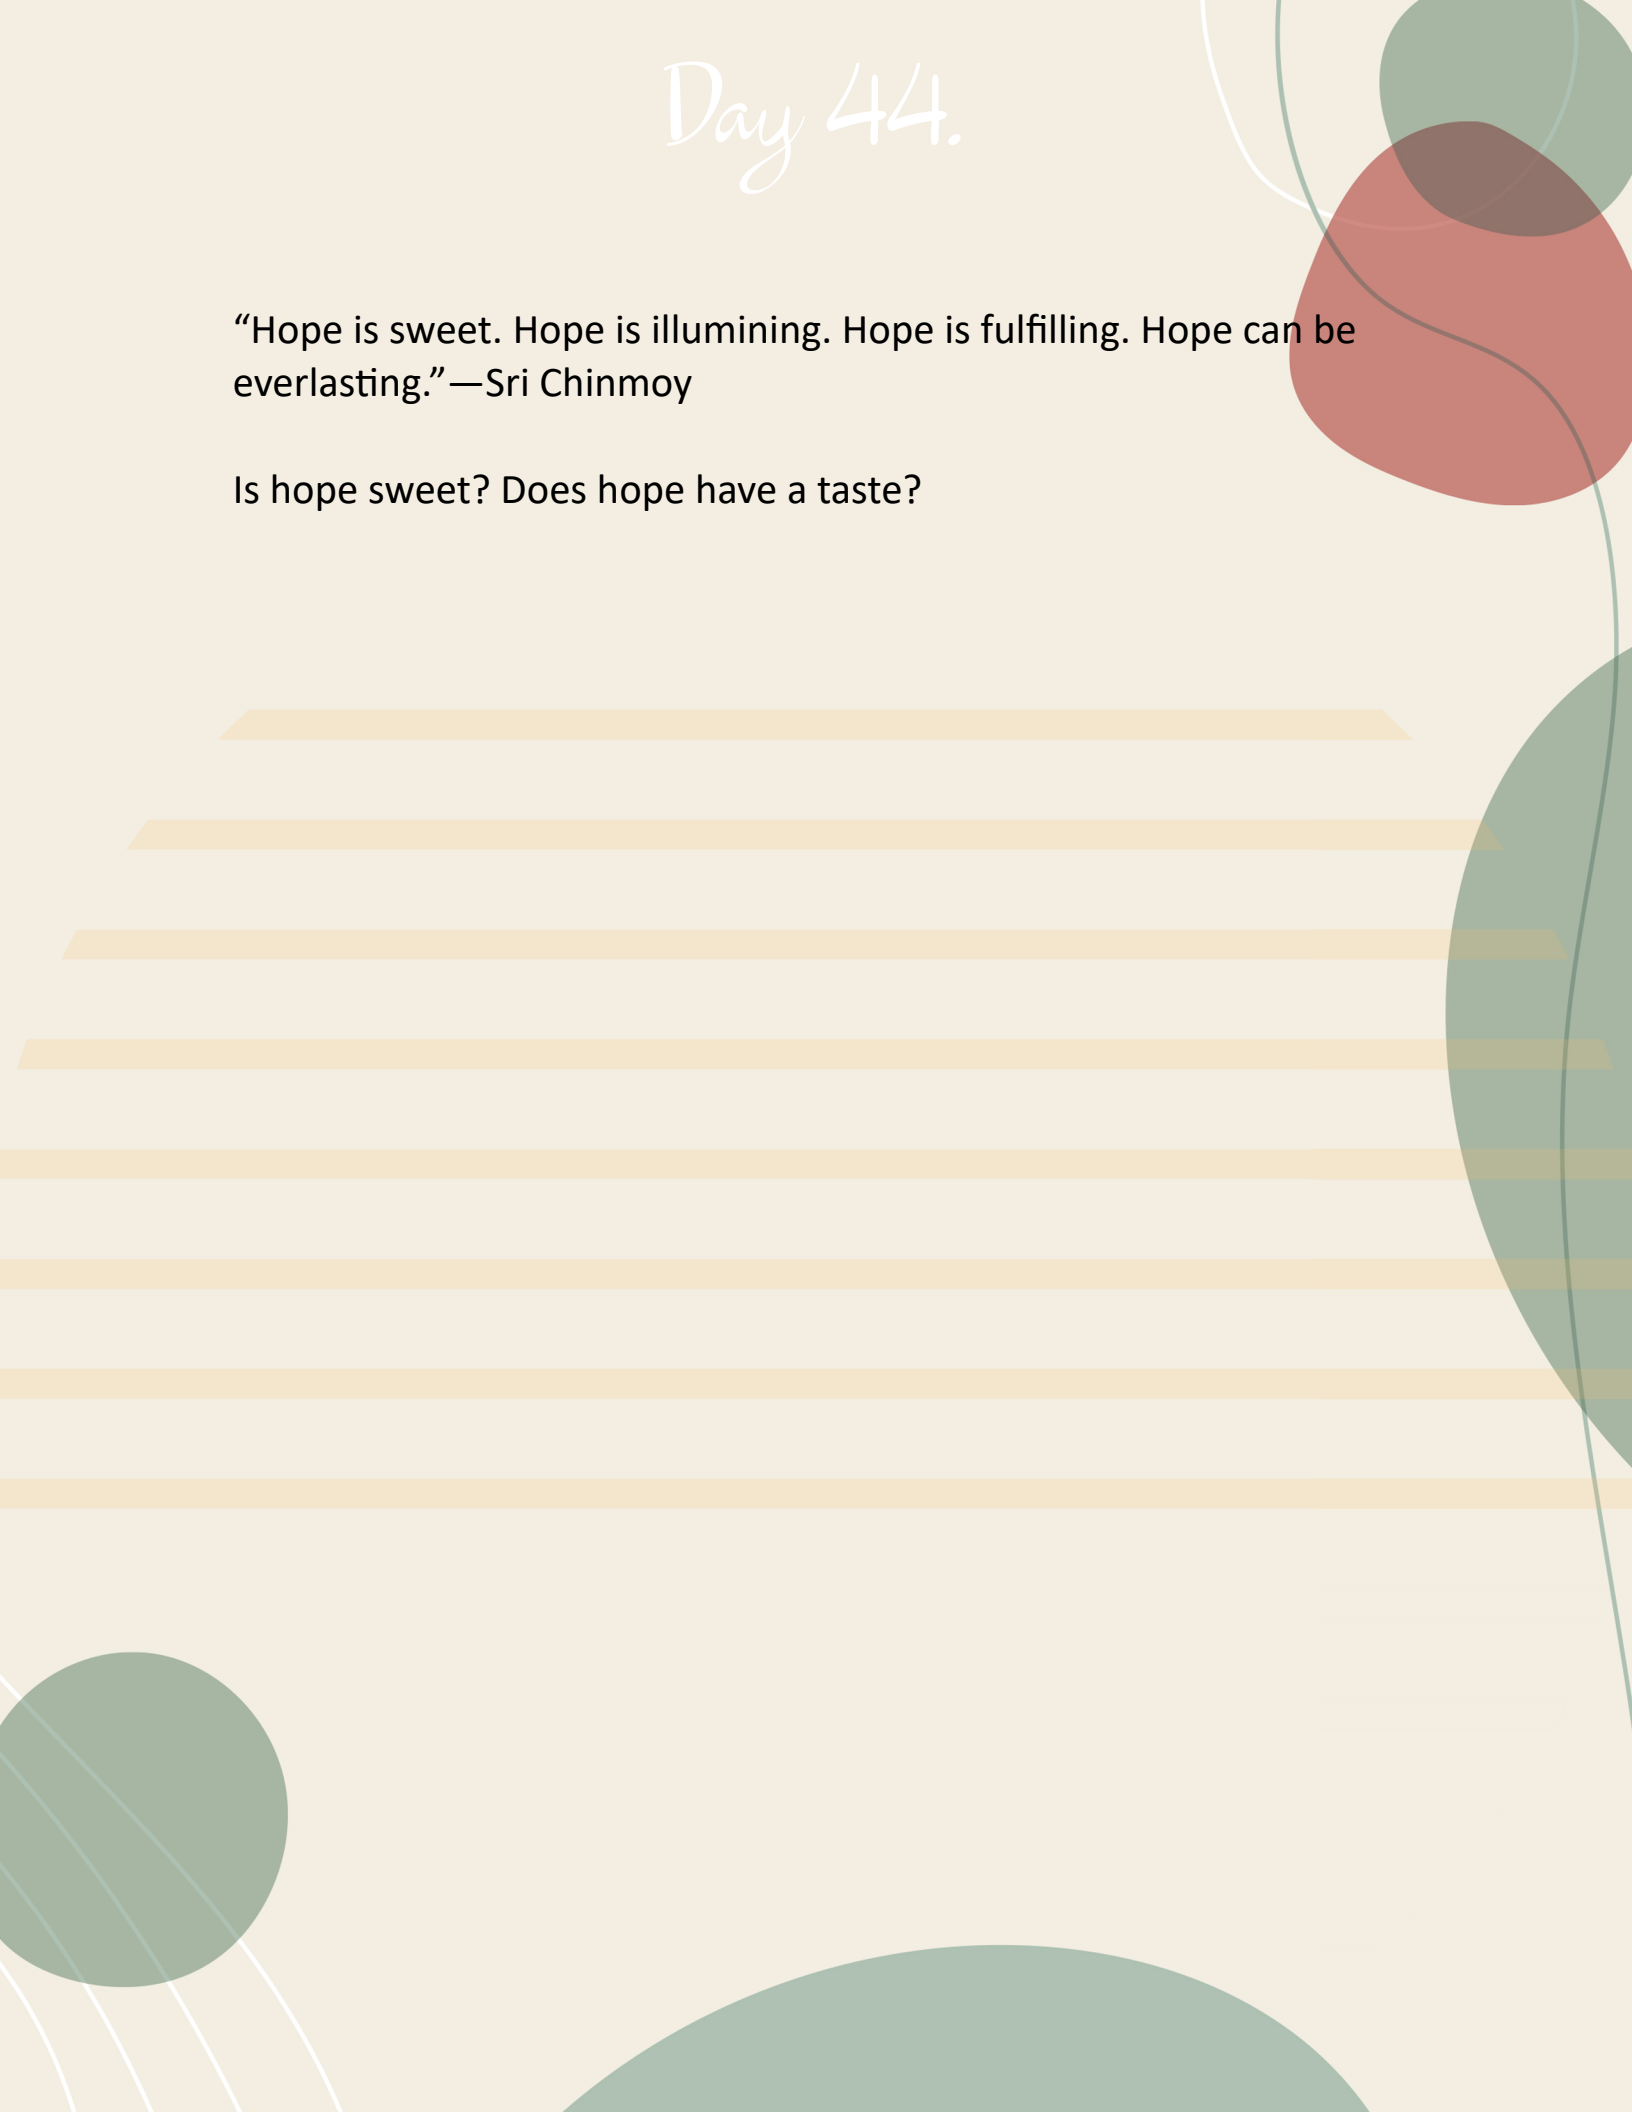 Day 44.
“Hope is sweet. Hope is illumining. Hope is fulfilling. Hope can be
everlasting.”—Sri Chinmoy
Is hope sweet? Does hope have a taste?